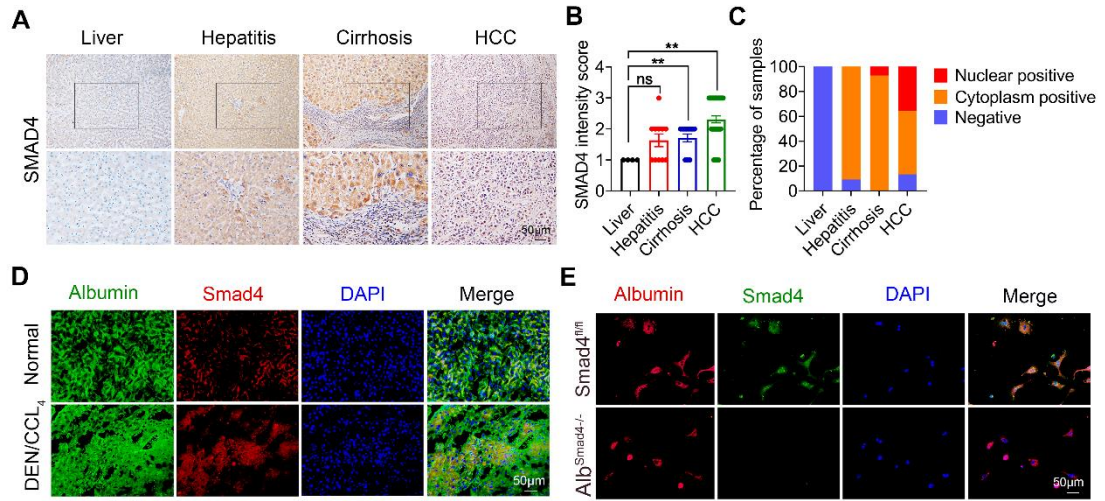 A
Liver Hepatitis Cirrhosis HCC
SMAD4
50μm
B
** 
**
ns
SMAD4 intensity score
4
3
2
1
0
Liver Hepatitis Cirrhosis HCC
C
Percentage of samples
100
80
60
40
20
0
Liver Hepatitis Cirrhosis HCC
Nuclear positive
Cytoplasm positive
Negative
D
Albumin Smad4 DAPI Merge
Normal
DEN/CCL4
50μm
E
Albumin Smad4 DAPI Merge
Smad4fl/fl
AlbSmad4-/-
50μm